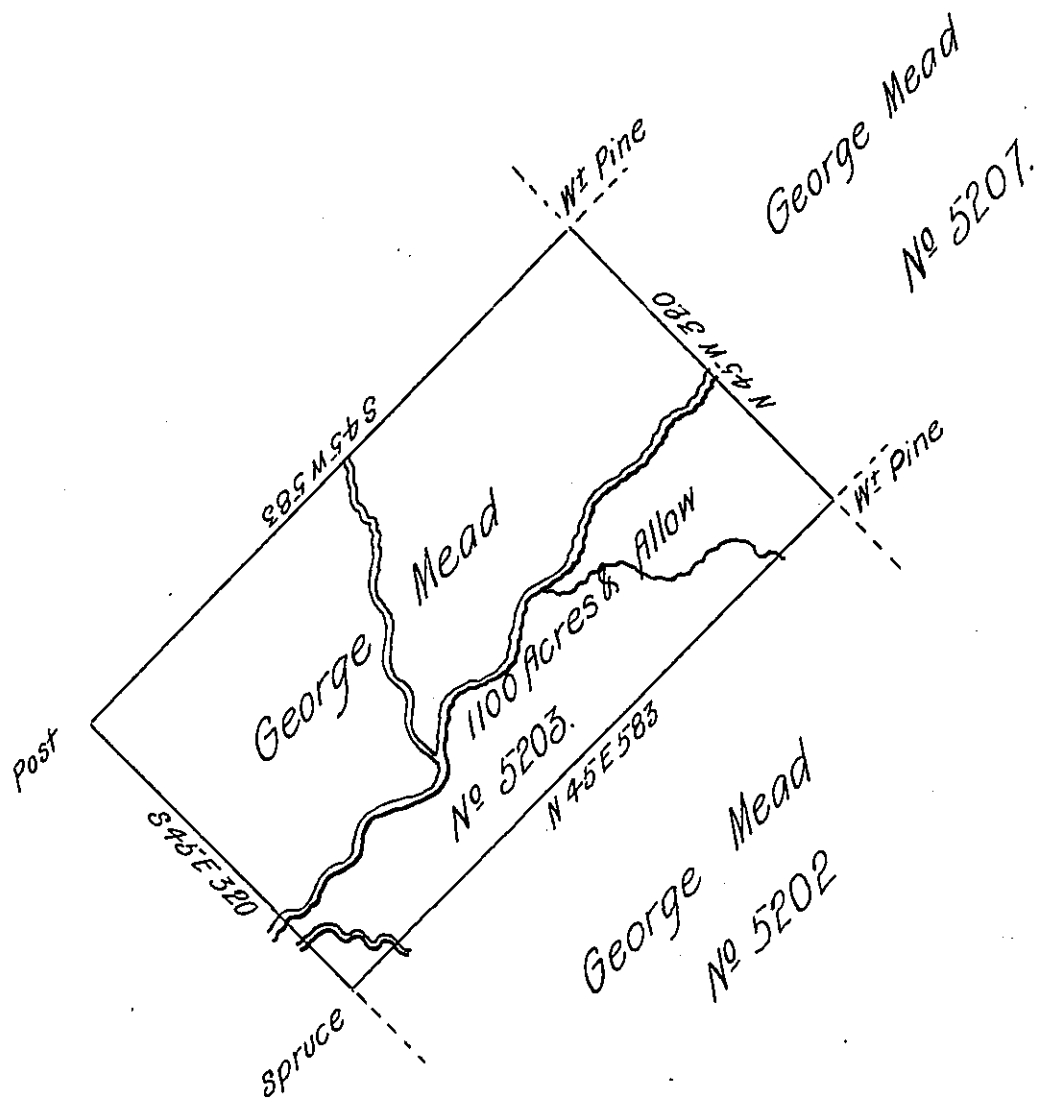 George Mead
No 5207.
Wt Pine
N 45 W 320
Wt Pine
S 45 W 583
George Mead
1100 Acres & Allow
No 5203.
N 45 E 583
Post
S 45 E 320
Spruce
George Mead
No 5202